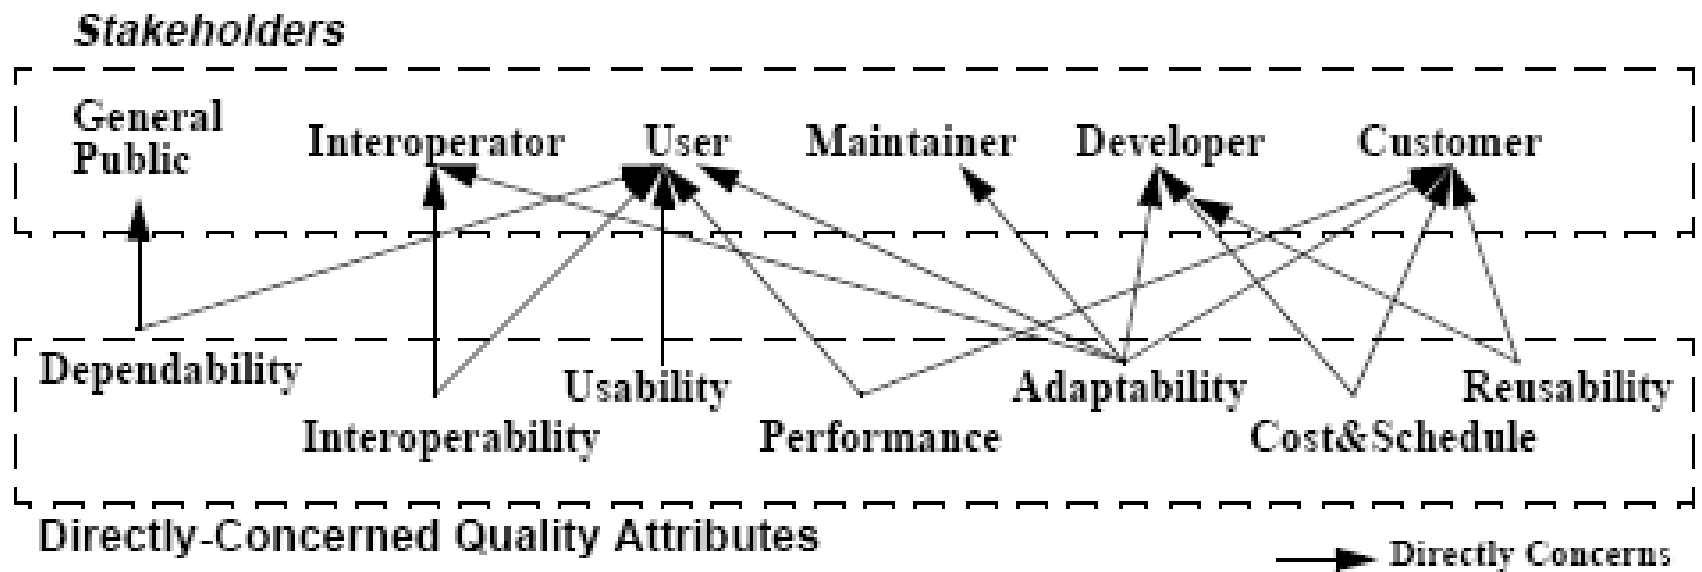 Stakeholders
General
Public
Interoperator
User
Maintainer
Developer
Customer
Dependability
Usability
Adaptability
Reusability
Interoperability
Performance
Cost&Schedule
Directly-Concerned Quality Attributes
Directly Concerns